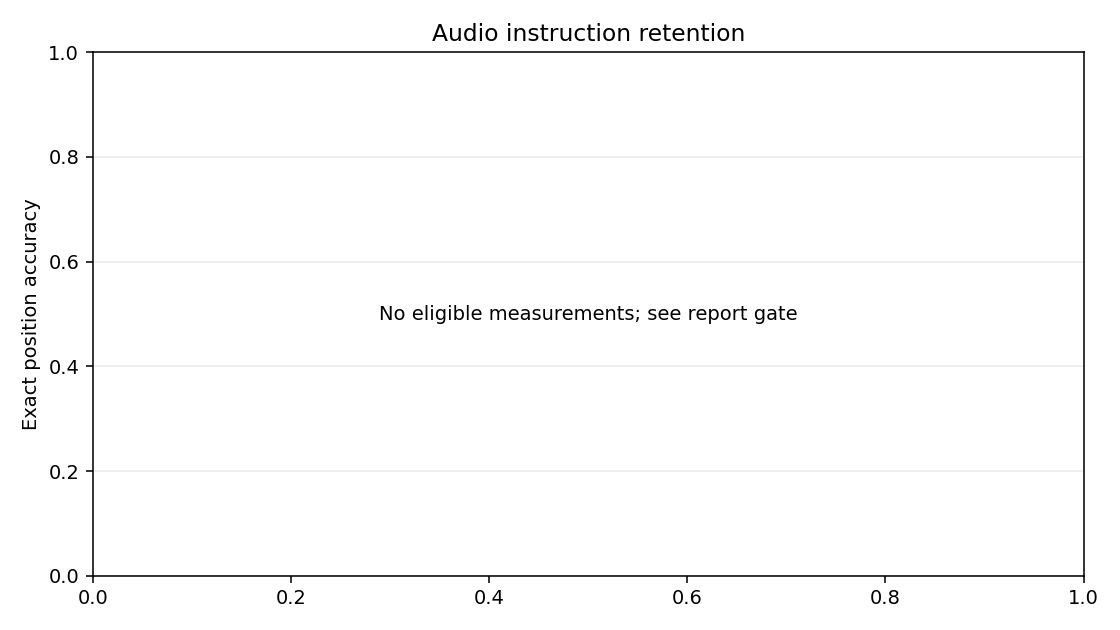 Audio instruction retention
1.0
0.8
0.6
0.4
0.2
0.0
Exact position accuracy
No eligible measurements; see report gate
0.0 0.2 0.4 0.6 0.8 1.0